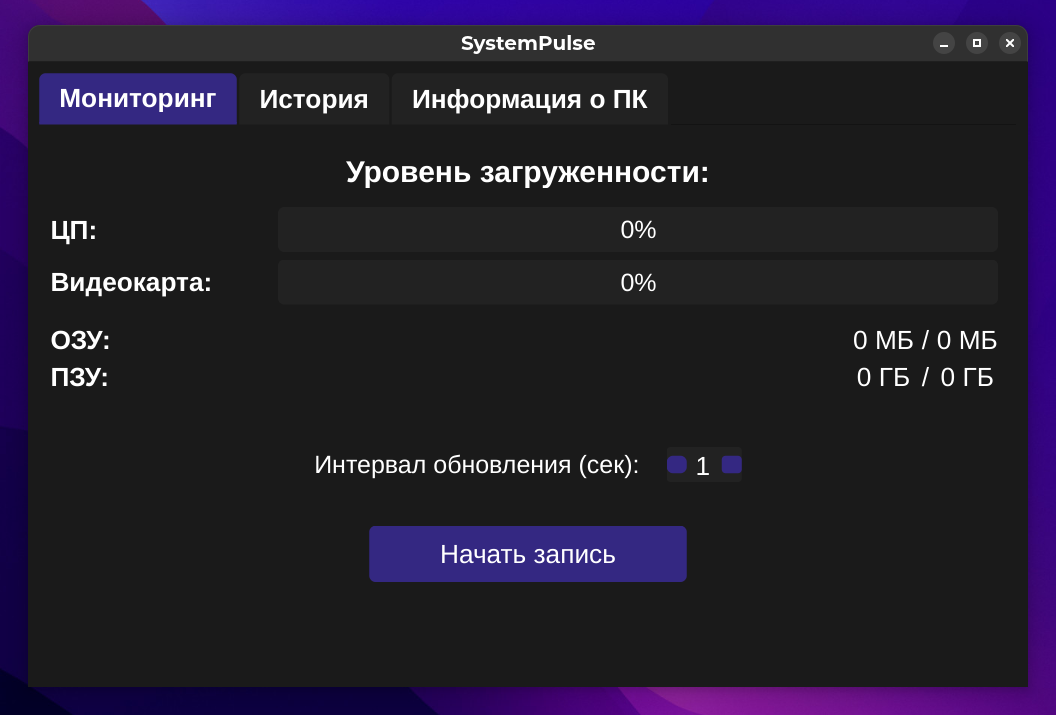 SystemPulse
Мониторинг История Информация о ПК
Уровень загруженности:
ЦП: 0%
Видеокарта: 0%
ОЗУ: 0 МБ / 0 МБ
ПЗУ: 0 ГБ / 0 ГБ
Интервал обновления (сек): 1
Начать запись